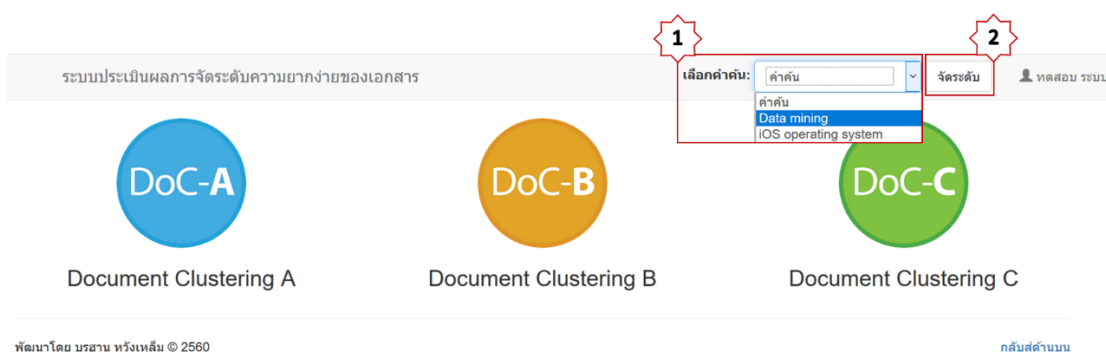 1
2
ระบบประเมินผลการจัดระดับความยากง่ายของเอกสาร
เลือกคำค้น:
คำค้น
จัดระดับ
ทดสอบ ระบบ
คำค้น
Data mining
iOS operating system
DoC-A
DoC-B
DoC-C
Document Clustering A
Document Clustering B
Document Clustering C
พัฒนาโดย บรฮาน หวังเหล็ม © 2560
กลับสู่ด้านบน